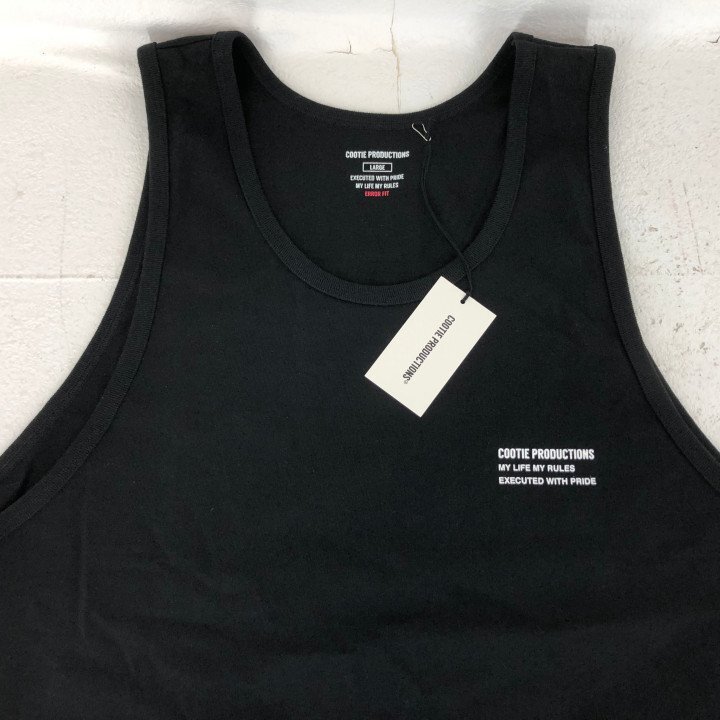 COOTIE PRODUCTIONS
LARGE
EXECUTED WITH PRIDE
MY LIFE MY RULES
ERROR FIT
COOTIE PRODUCTIONS®
COOTIE PRODUCTIONS
MY LIFE MY RULES
EXECUTED WITH PRIDE